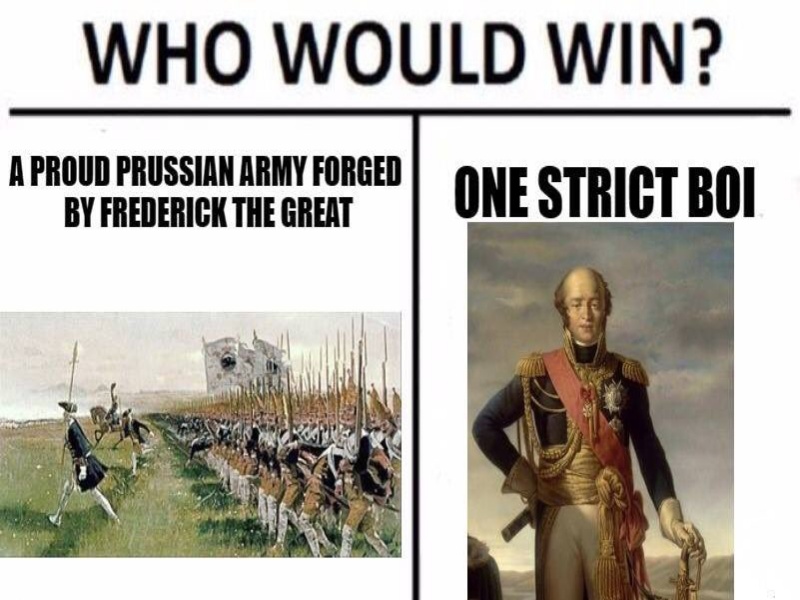 WHO WOULD WIN?
A PROUD PRUSSIAN ARMY FORGED
BY FREDERICK THE GREAT
ONE STRICT BOI